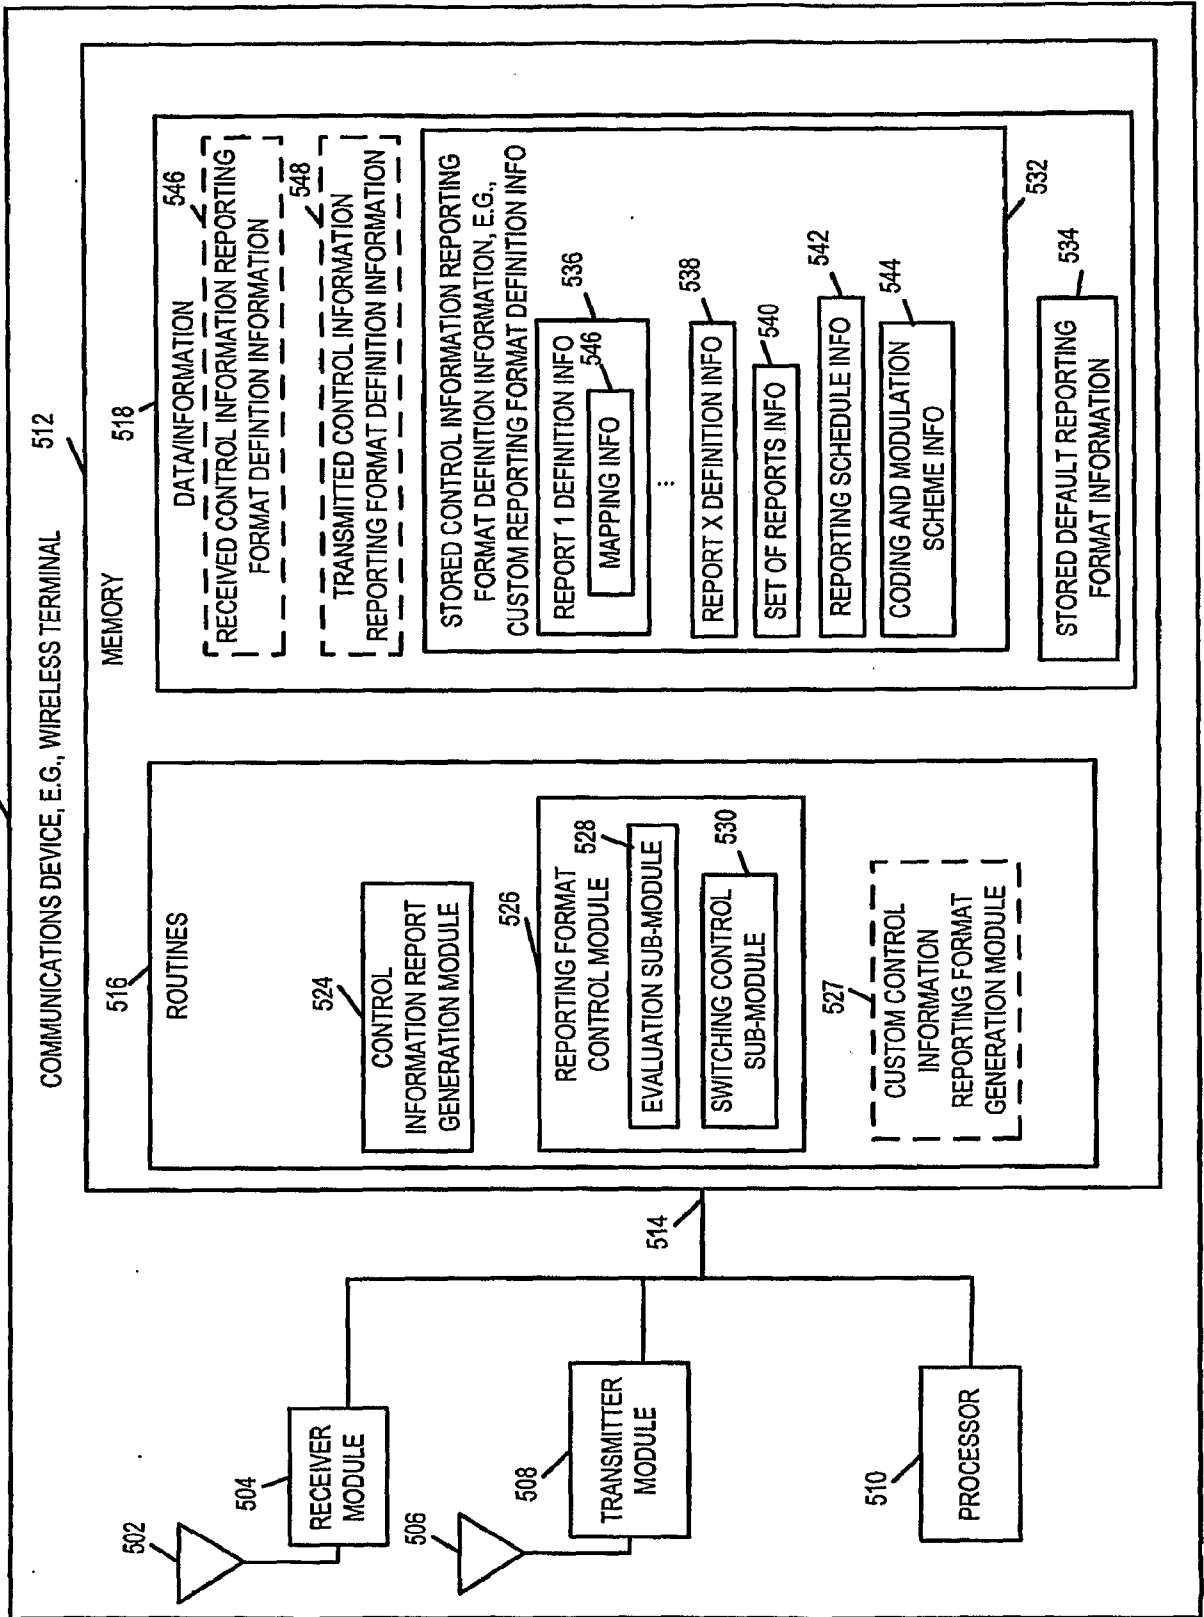 COMMUNICATIONS DEVICE, E.G., WIRELESS TERMINAL
512
MEMORY
502
504
RECEIVER
MODULE
506
508
TRANSMITTER
MODULE
510
PROCESSOR
514
516
ROUTINES
524
CONTROL
INFORMATION REPORT
GENERATION MODULE
526
REPORTING FORMAT
CONTROL MODULE
528
EVALUATION SUB-MODULE
530
SWITCHING CONTROL
SUB-MODULE
527
CUSTOM CONTROL
INFORMATION
REPORTING FORMAT
GENERATION MODULE
518
DATA/INFORMATION
546
RECEIVED CONTROL INFORMATION REPORTING
FORMAT DEFINTION INFORMATION
548
TRANSMITTED CONTROL INFORMATION
REPORTING FORMAT DEFINITION INFORMATION
STORED CONTROL INFORMATION REPORTING
FORMAT DEFINITION INFORMATION, E.G.,
CUSTOM REPORTING FORMAT DEFINITION INFO
536
REPORT 1 DEFINITION INFO
546
MAPPING INFO
...
538
REPORT X DEFINITION INFO
540
SET OF REPORTS INFO
542
REPORTING SCHEDULE INFO
544
CODING AND MODULATION
SCHEME INFO
532
534
STORED DEFAULT REPORTING
FORMAT INFORMATION